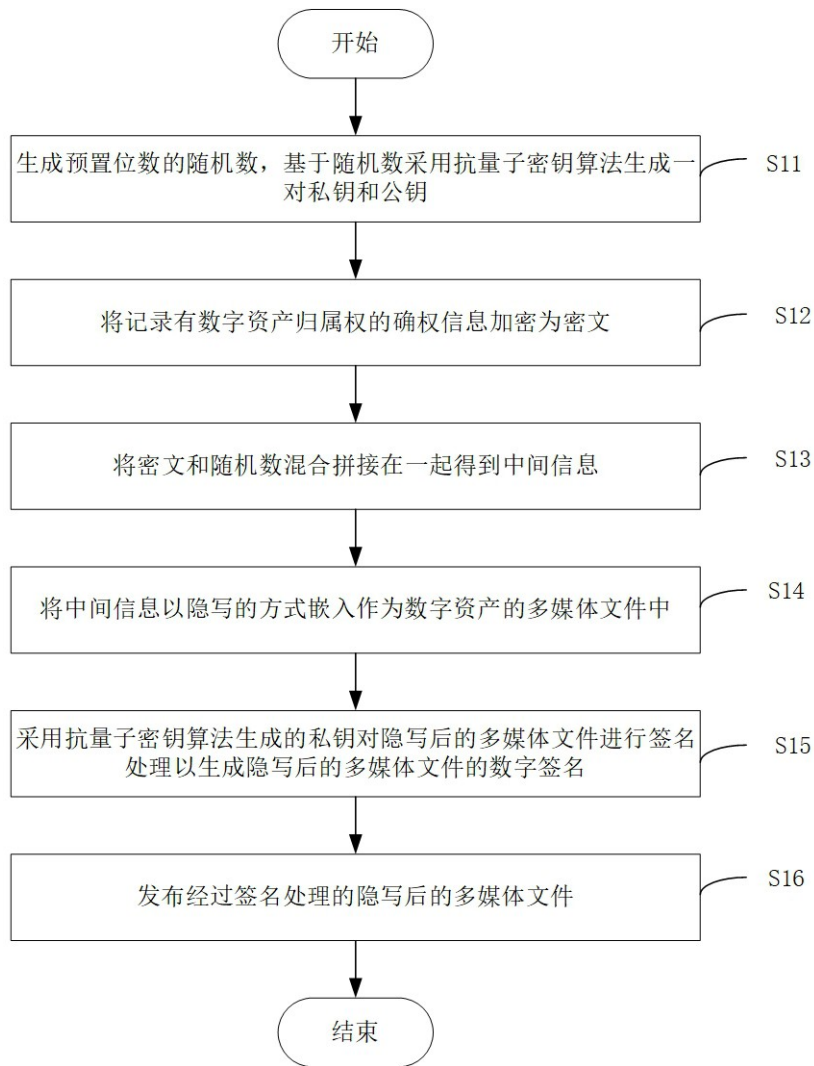 开始
生成预置位数的随机数，基于随机数采用抗量子密钥算法生成一
对私钥和公钥
S11
将记录有数字资产归属权的确权信息加密为密文
S12
将密文和随机数混合拼接在一起得到中间信息
S13
将中间信息以隐写的方式嵌入作为数字资产的多媒体文件中
S14
采用抗量子密钥算法生成的私钥对隐写后的多媒体文件进行签名
处理以生成隐写后的多媒体文件的数字签名
S15
发布经过签名处理的隐写后的多媒体文件
S16
结束